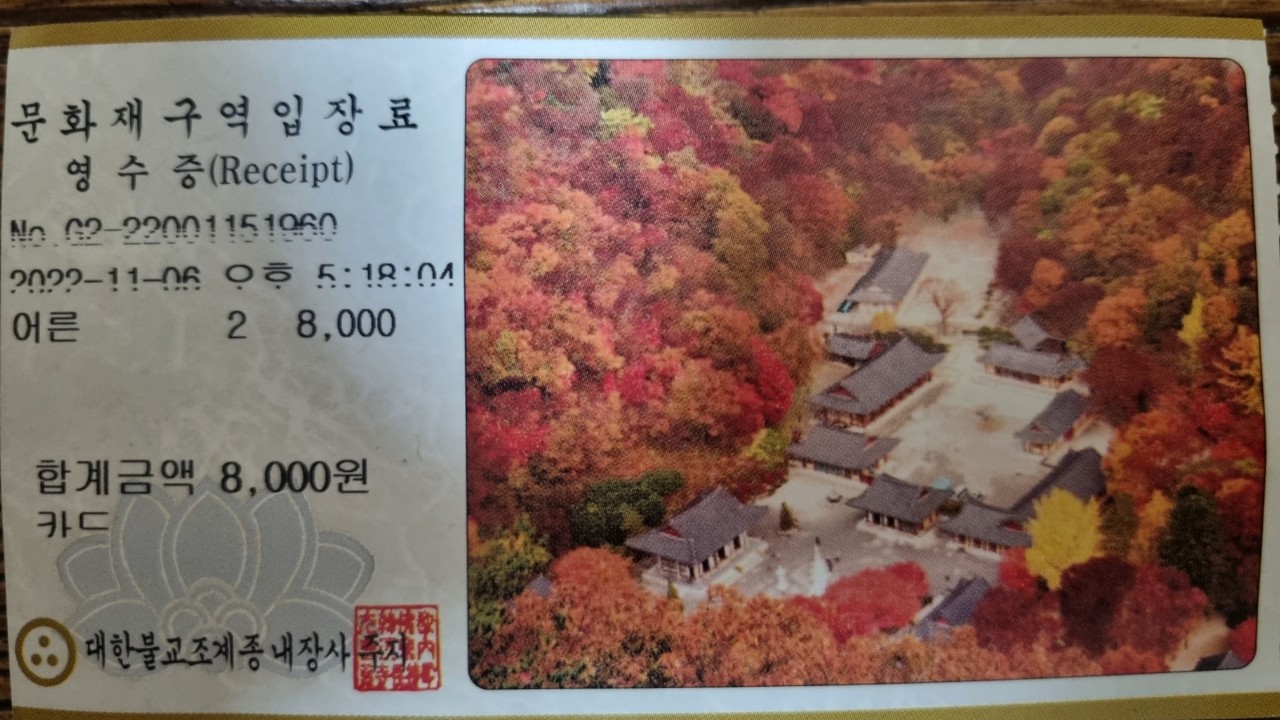 문화재구역입장료
영 수 증(Receipt)
No.G2-22001151960
2022-11-06 오후 5:18:04
어른 2 8,000
합계금액 8,000원
카드
대한불교조계종 내장사 주지